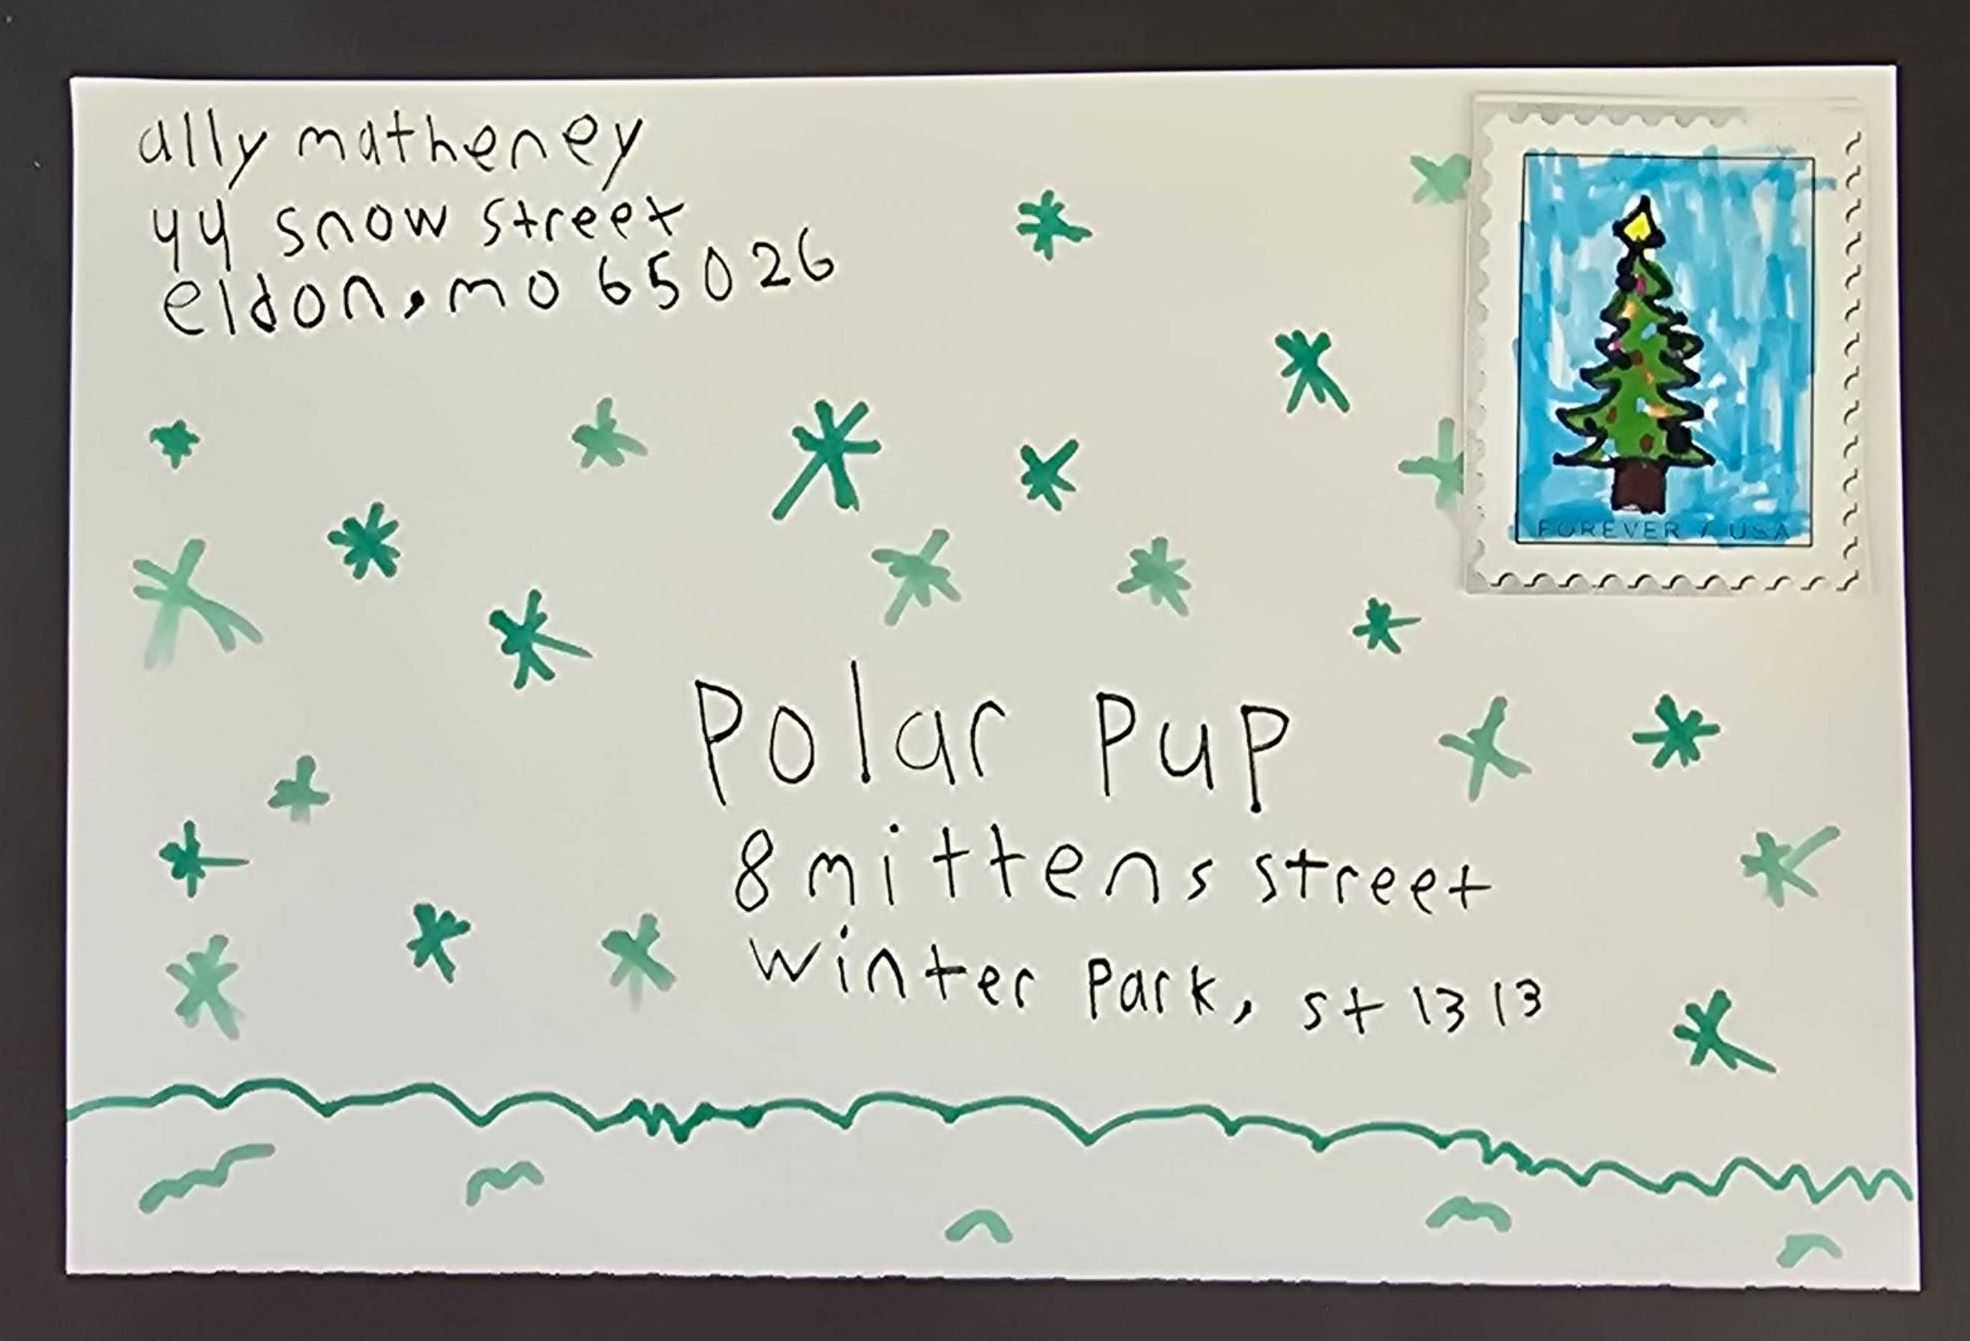 ally matheney
44 snow street
eldon, mo 65026
FOREVER / USA
Polar Pup
8 mittens street
winter Park, st 1313